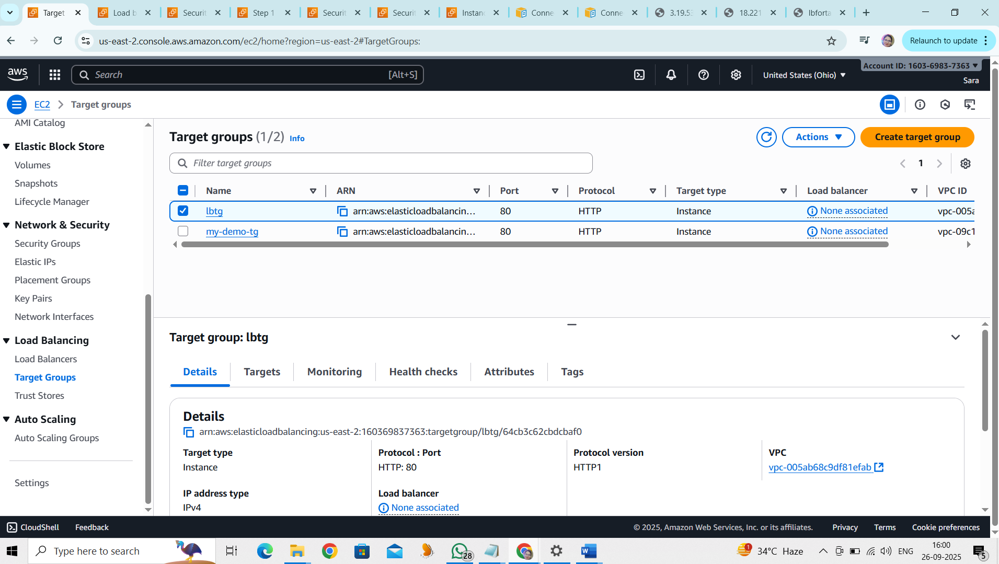 Target
Load b
Securit
Step 1
Securit
Securit
Instanc
Conne
Conne
3.19.53
18.221
lbforta
us-east-2.console.aws.amazon.com/ec2/home?region=us-east-2#TargetGroups:
Relaunch to update
aws
Search
[Alt+S]
United States (Ohio)
Account ID: 1603-6983-7363
Sara
EC2
Target groups
AMI Catalog
Elastic Block Store
Volumes
Snapshots
Lifecycle Manager
Network & Security
Security Groups
Elastic IPs
Placement Groups
Key Pairs
Network Interfaces
Load Balancing
Load Balancers
Target Groups
Trust Stores
Auto Scaling
Auto Scaling Groups
Settings
Target groups (1/2) Info
Actions
Create target group
Filter target groups
1
Name ARN Port Protocol Target type Load balancer VPC ID
lbtg arn:aws:elasticloadbalancin... 80 HTTP Instance None associated vpc-005a
my-demo-tg arn:aws:elasticloadbalancin... 80 HTTP Instance None associated vpc-09c1
Target group: lbtg
Details Targets Monitoring Health checks Attributes Tags
Details
arn:aws:elasticloadbalancing:us-east-2:160369837363:targetgroup/lbtg/64cb3c62cbdcbaf0
Target type
Instance
Protocol : Port
HTTP: 80
Protocol version
HTTP1
VPC
vpc-005ab68c9df81efab
IP address type
IPv4
Load balancer
None associated
CloudShell Feedback © 2025, Amazon Web Services, Inc. or its affiliates. Privacy Terms Cookie preferences
Type here to search
28
W
1
34°C Haze
ENG
16:00
26-09-2025
5